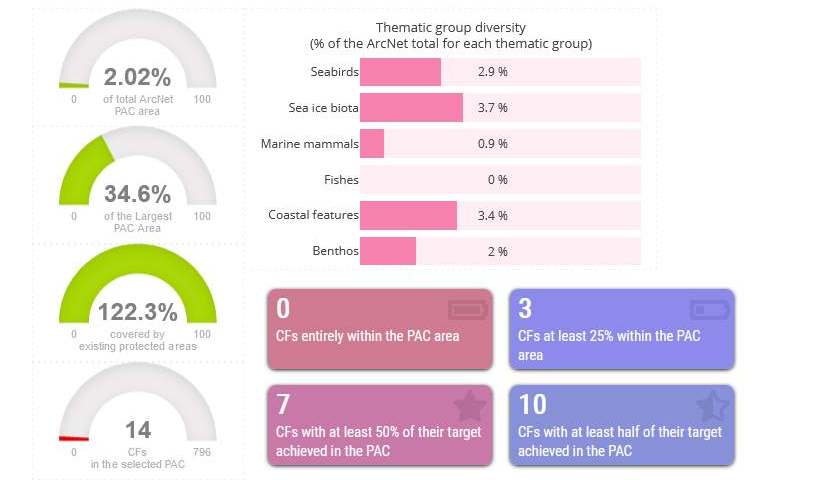 2.02%
0
of total ArcNet
100
PAC area
34.6%
0
of the Largest
100
PAC Area
122.3%
0
covered by
100
existing protected areas
14
0
CFs
796
in the selected PAC
Thematic group diversity
(% of the ArcNet total for each thematic group)
Seabirds
2.9 %
Sea ice biota
3.7 %
Marine mammals
0.9 %
Fishes
0 %
Coastal features
3.4 %
Benthos
2 %
0
CFs entirely within the PAC area
3
CFs at least 25% within the PAC
area
7
CFs with at least 50% of their target
achieved in the PAC
10
CFs with at least half of their target
achieved in the PAC